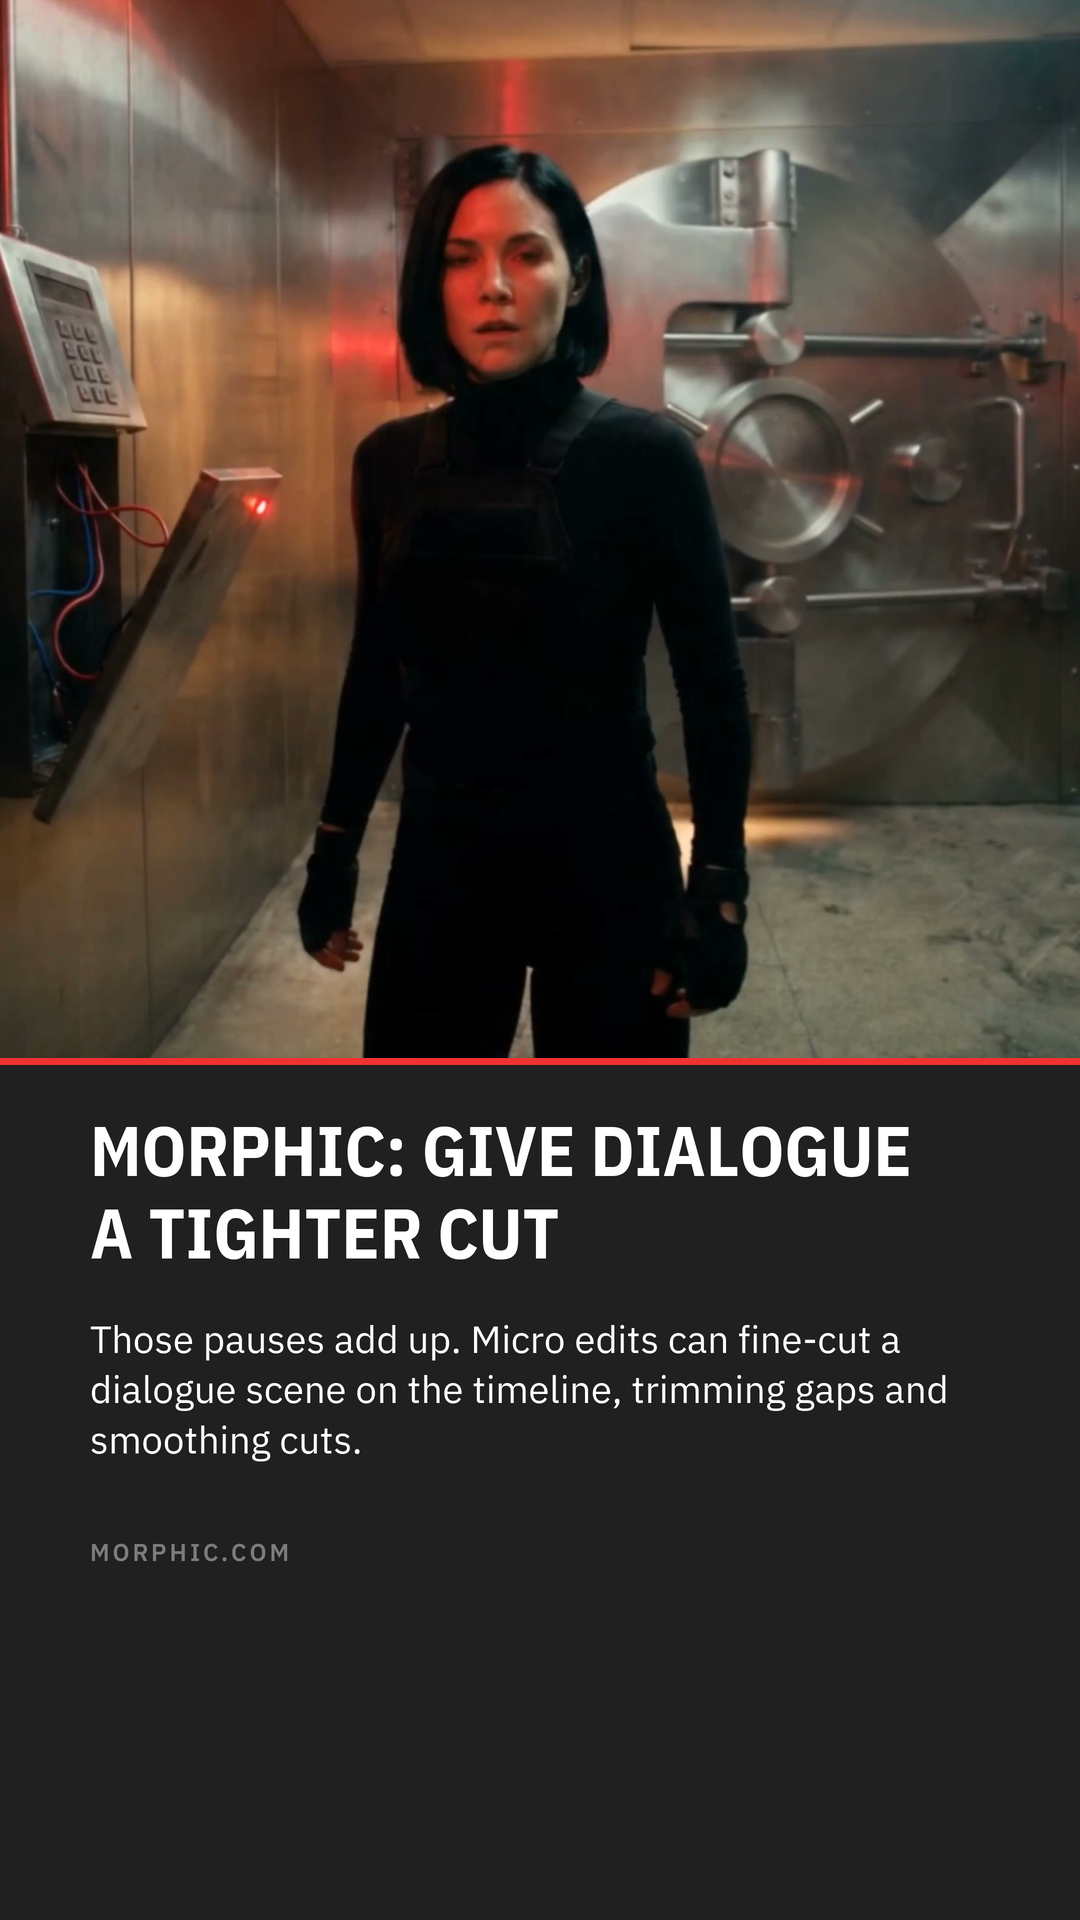 MORPHIC: GIVE DIALOGUE
A TIGHTER CUT
Those pauses add up. Micro edits can fine-cut a
dialogue scene on the timeline, trimming gaps and
smoothing cuts.
MORPHIC.COM